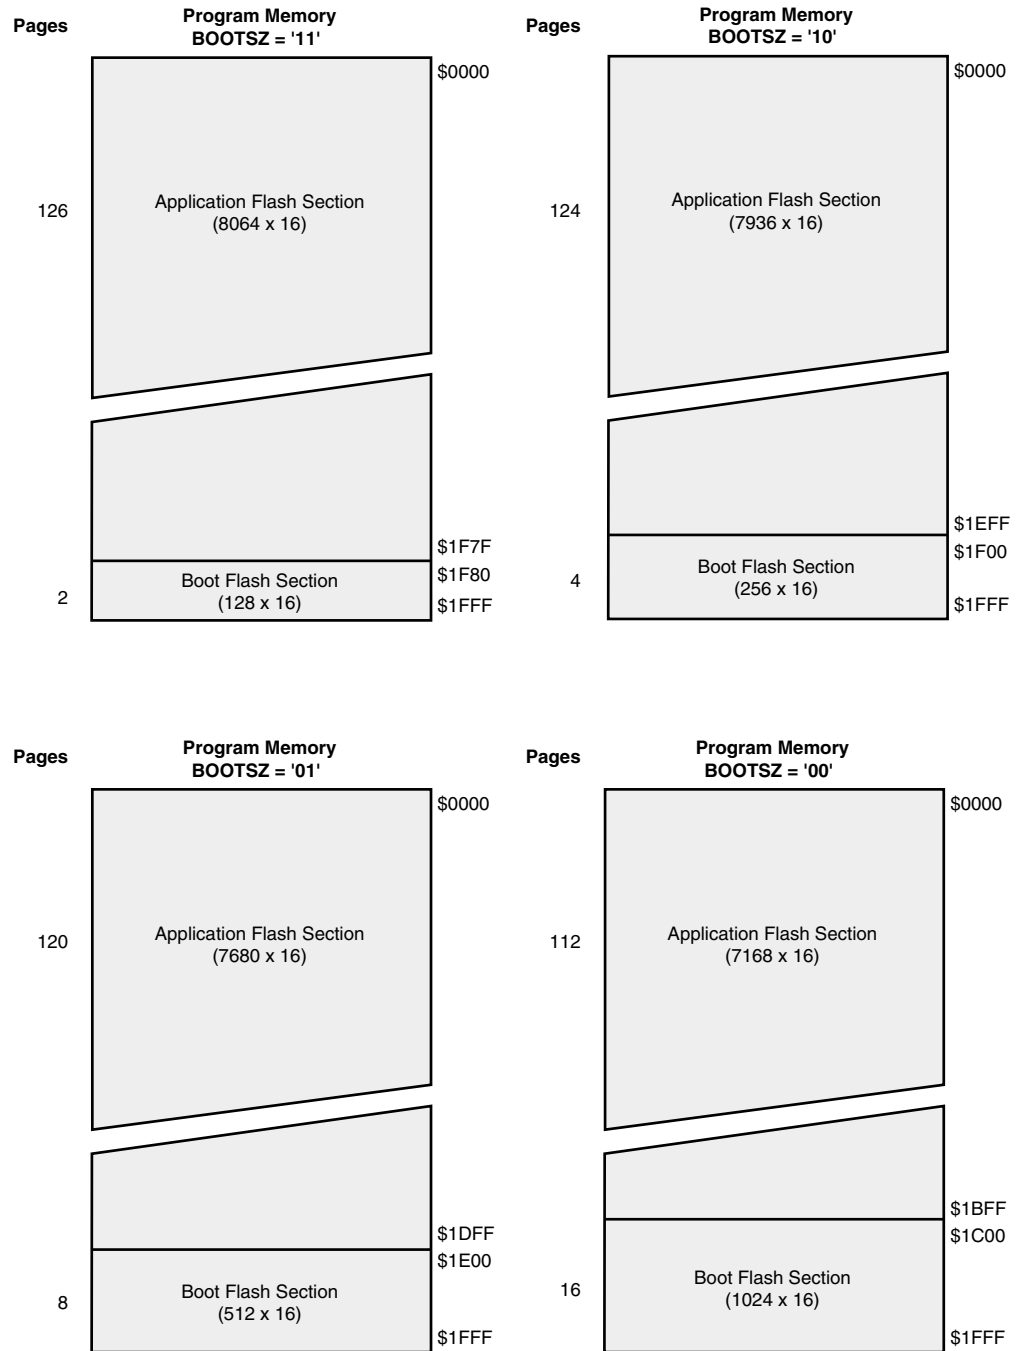 Pages
Program Memory
BOOTSZ = '11'
$0000
126
Application Flash Section
(8064 x 16)
$1F7F
$1F80
2
Boot Flash Section
(128 x 16)
$1FFF
Pages
Program Memory
BOOTSZ = '10'
$0000
124
Application Flash Section
(7936 x 16)
$1EFF
$1F00
4
Boot Flash Section
(256 x 16)
$1FFF
Pages
Program Memory
BOOTSZ = '01'
$0000
120
Application Flash Section
(7680 x 16)
$1DFF
$1E00
8
Boot Flash Section
(512 x 16)
$1FFF
Pages
Program Memory
BOOTSZ = '00'
$0000
112
Application Flash Section
(7168 x 16)
$1BFF
$1C00
16
Boot Flash Section
(1024 x 16)
$1FFF